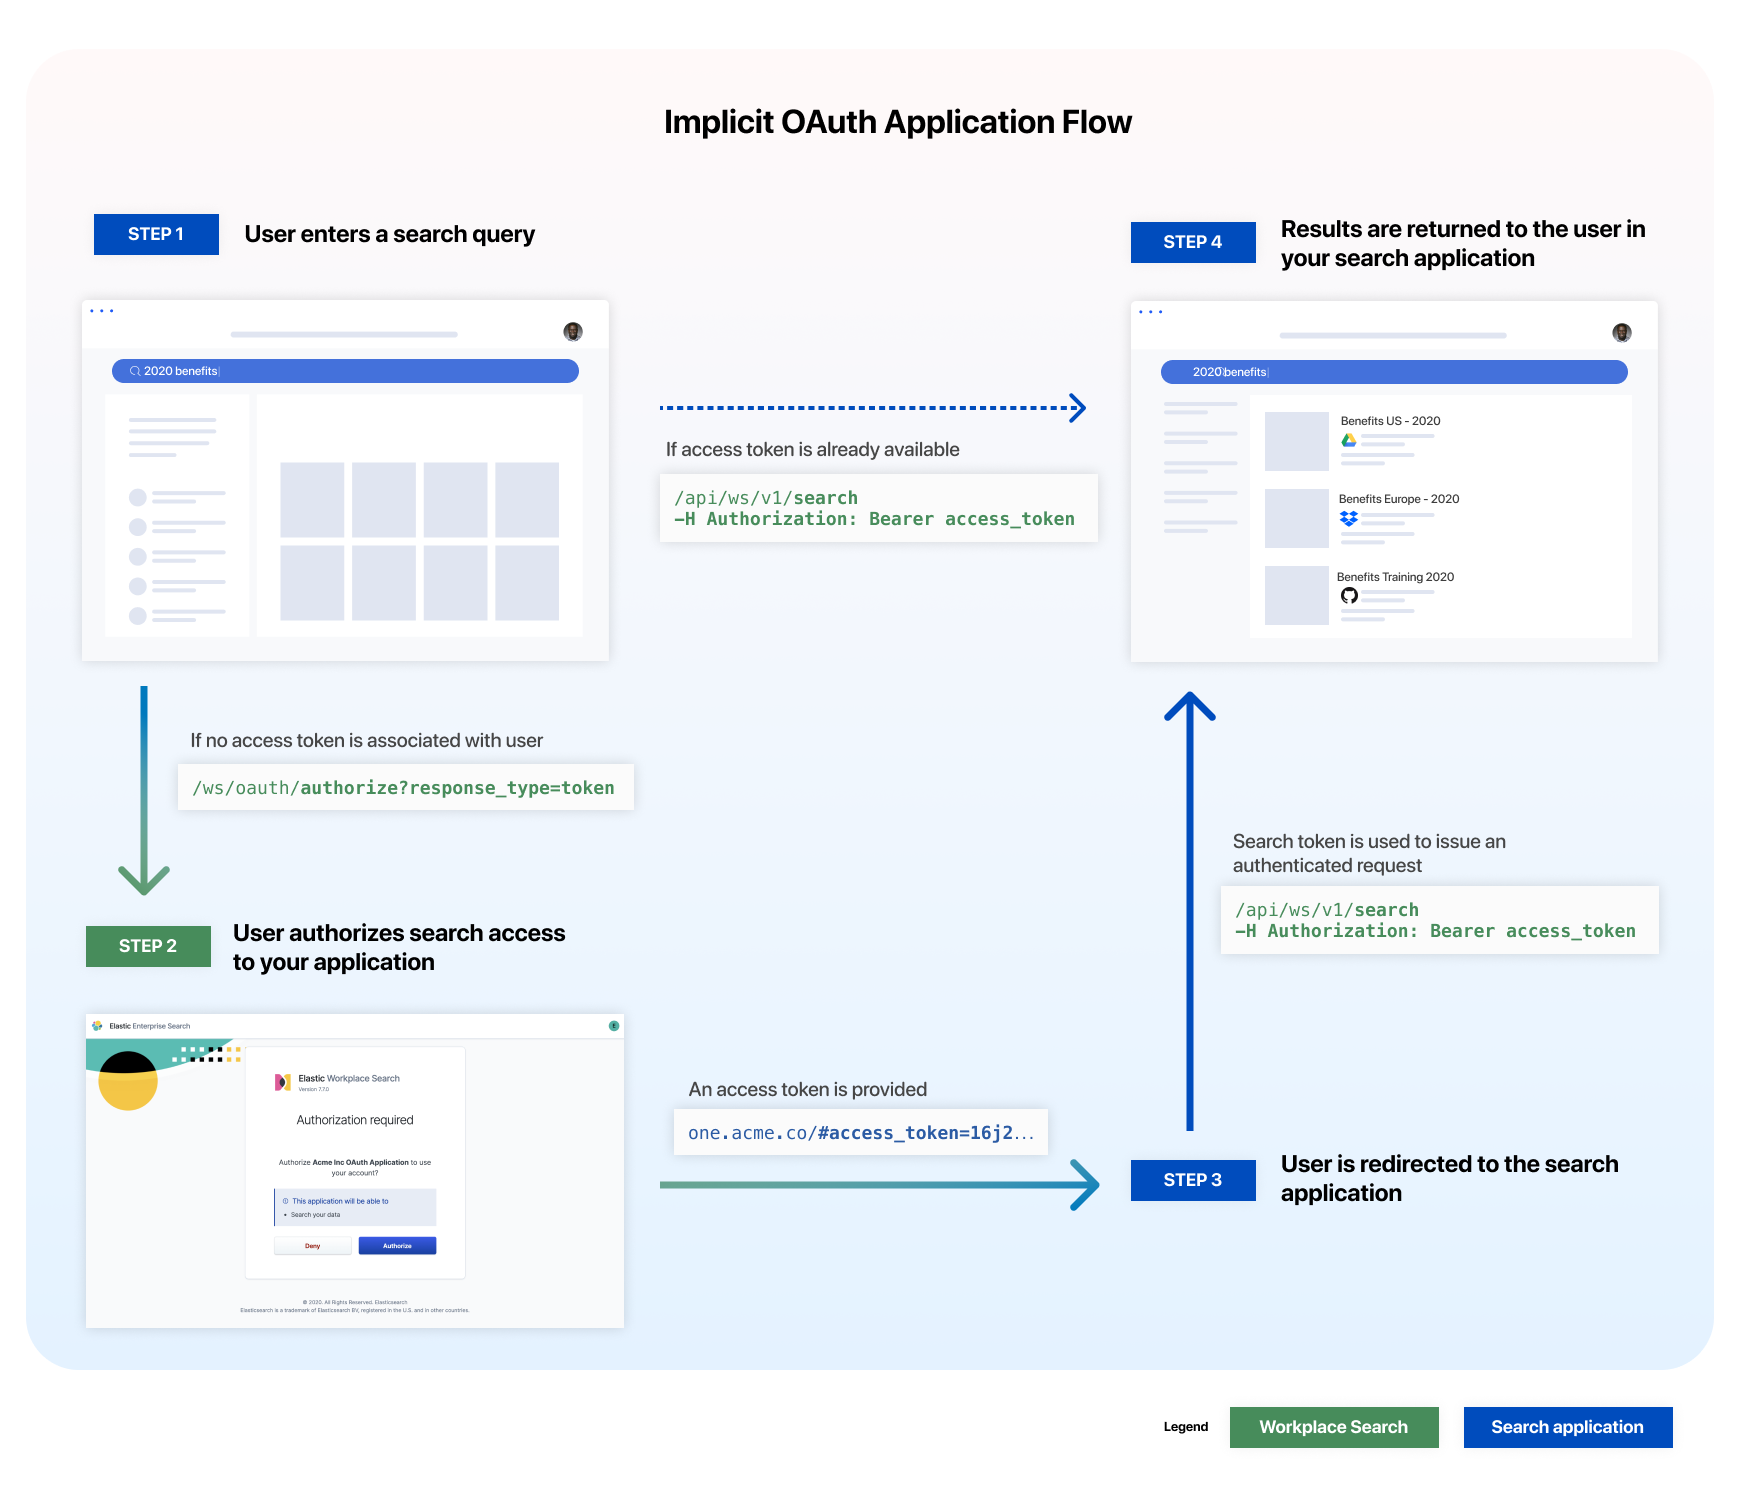 Implicit OAuth Application Flow
STEP 1
User enters a search query
2020 benefits
If access token is already available
/api/ws/v1/search
-H Authorization: Bearer access_token
STEP 4
Results are returned to the user in
your search application
2020 benefits
Benefits US - 2020
Benefits Europe - 2020
Benefits Training 2020
If no access token is associated with user
/ws/oauth/authorize?response_type=token
STEP 2
User authorizes search access
to your application
Elastic Enterprise Search
E
Elastic Workplace Search
Version 7.7.0
Authorization required
Authorize Acme Inc OAuth Application to use
your account?
This application will be able to
• Search your data
Deny
Authorize
© 2020. All Rights Reserved. Elasticsearch
Elasticsearch is a trademark of Elasticsearch BV, registered in the U.S. and in other countries.
An access token is provided
one.acme.co/#access_token=16j2...
STEP 3
User is redirected to the search
application
Search token is used to issue an
authenticated request
/api/ws/v1/search
-H Authorization: Bearer access_token
Legend
Workplace Search
Search application